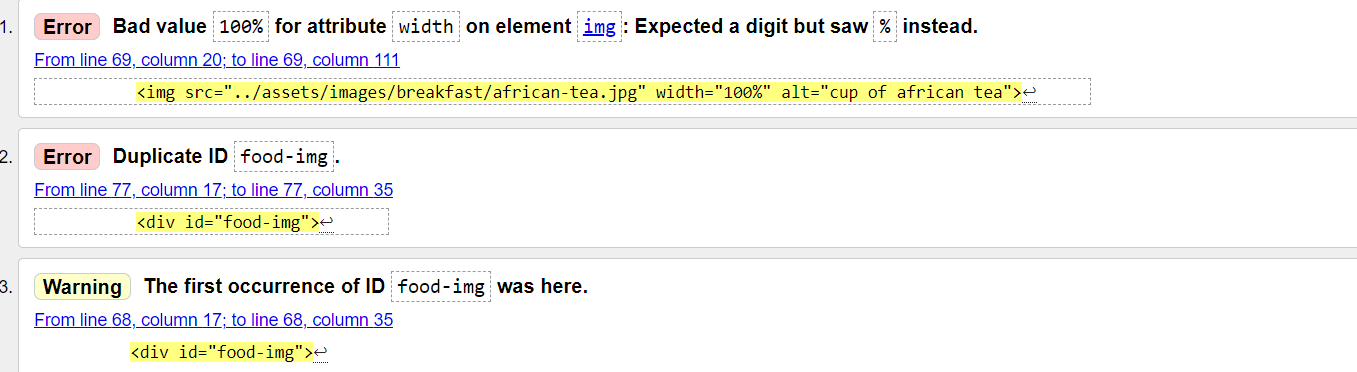 1. Error Bad value 100% for attribute width on element img: Expected a digit but saw % instead.
From line 69, column 20; to line 69, column 111
<img src="../assets/images/breakfast/african-tea.jpg" width="100%" alt="cup of african tea">↩
2. Error Duplicate ID food-img.
From line 77, column 17; to line 77, column 35
<div id="food-img">↩
3. Warning The first occurrence of ID food-img was here.
From line 68, column 17; to line 68, column 35
<div id="food-img">↩